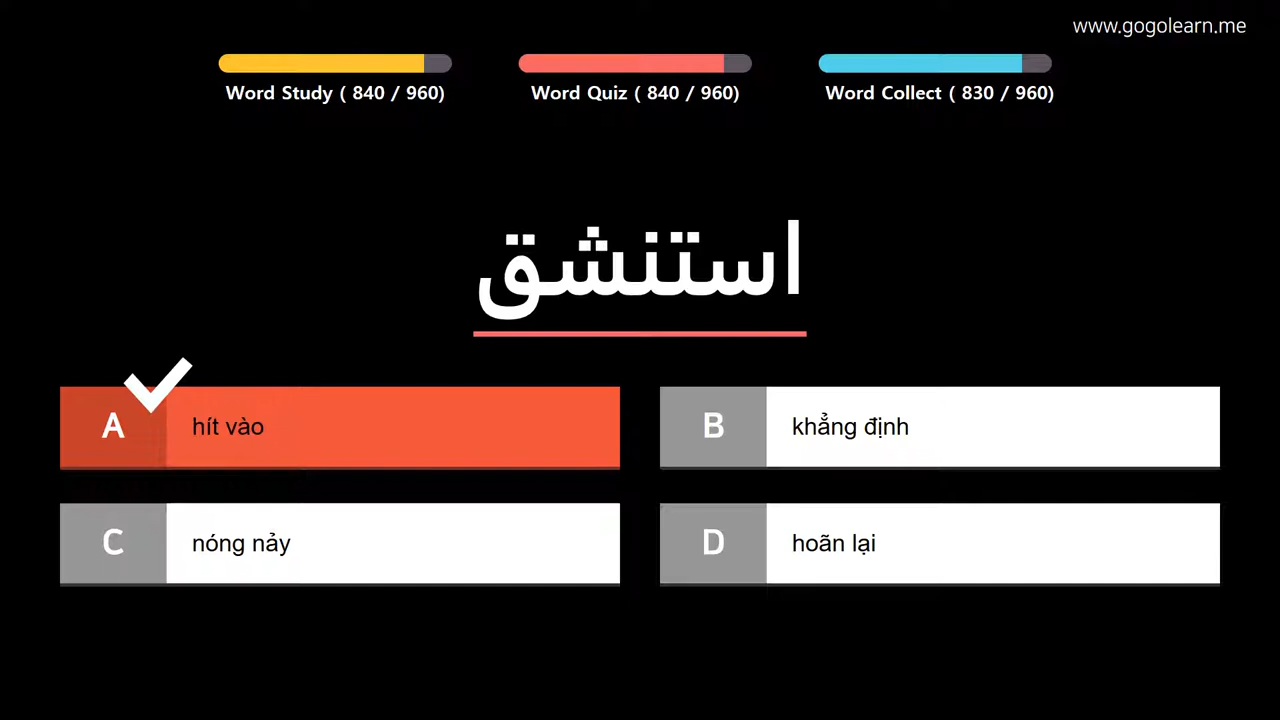 www.gogolearn.me
Word Study ( 840 / 960)
Word Quiz ( 840 / 960)
Word Collect ( 830 / 960)
استنشق
A hít vào
B khẳng định
C nóng nảy
D hoãn lại